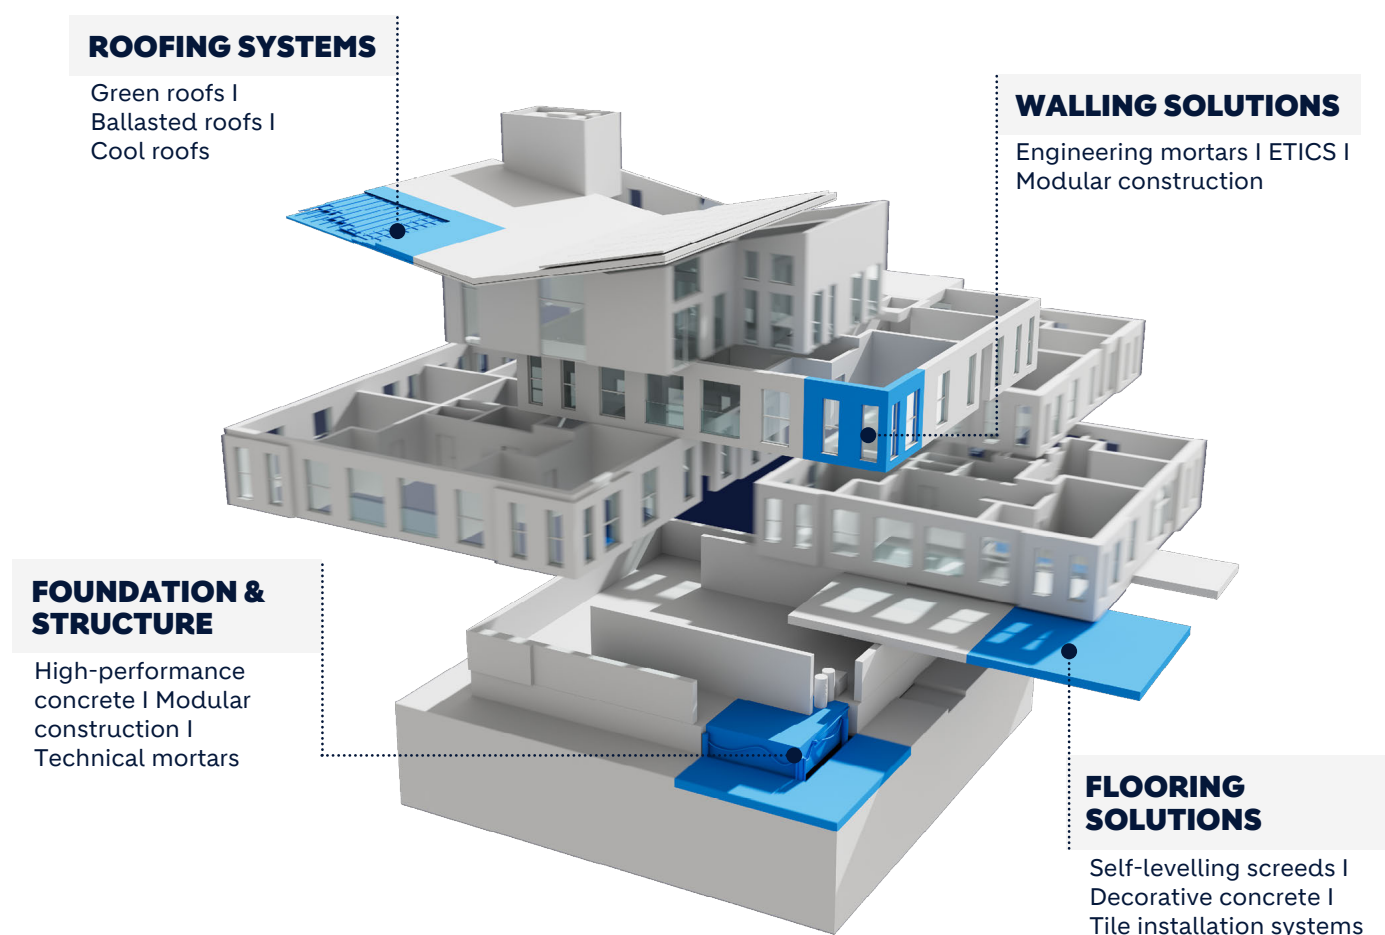 ROOFING SYSTEMS
Green roofs I
Ballasted roofs I
Cool roofs
WALLING SOLUTIONS
Engineering mortars I ETICS I
Modular construction
FOUNDATION &
STRUCTURE
High-performance
concrete I Modular
construction I
Technical mortars
FLOORING
SOLUTIONS
Self-levelling screeds I
Decorative concrete I
Tile installation systems